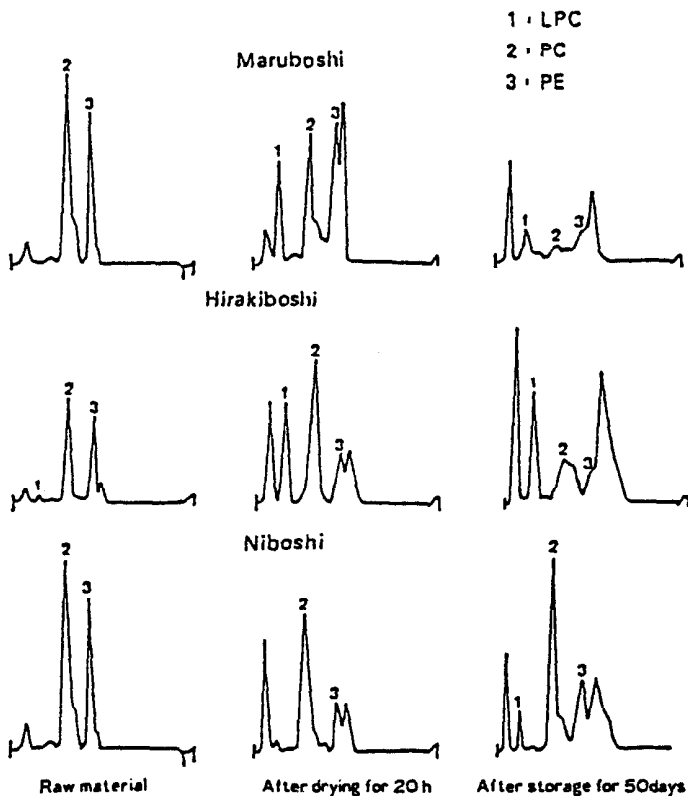 1 : LPC
2 : PC
3 : PE
Maruboshi
2 3
1 2 3
1 2 3
Hirakiboshi
1 2 3
1 2 3
1 2 3
Niboshi
2 3
2 3
1 2 3
Raw material
After drying for 20 h
After storage for 50days